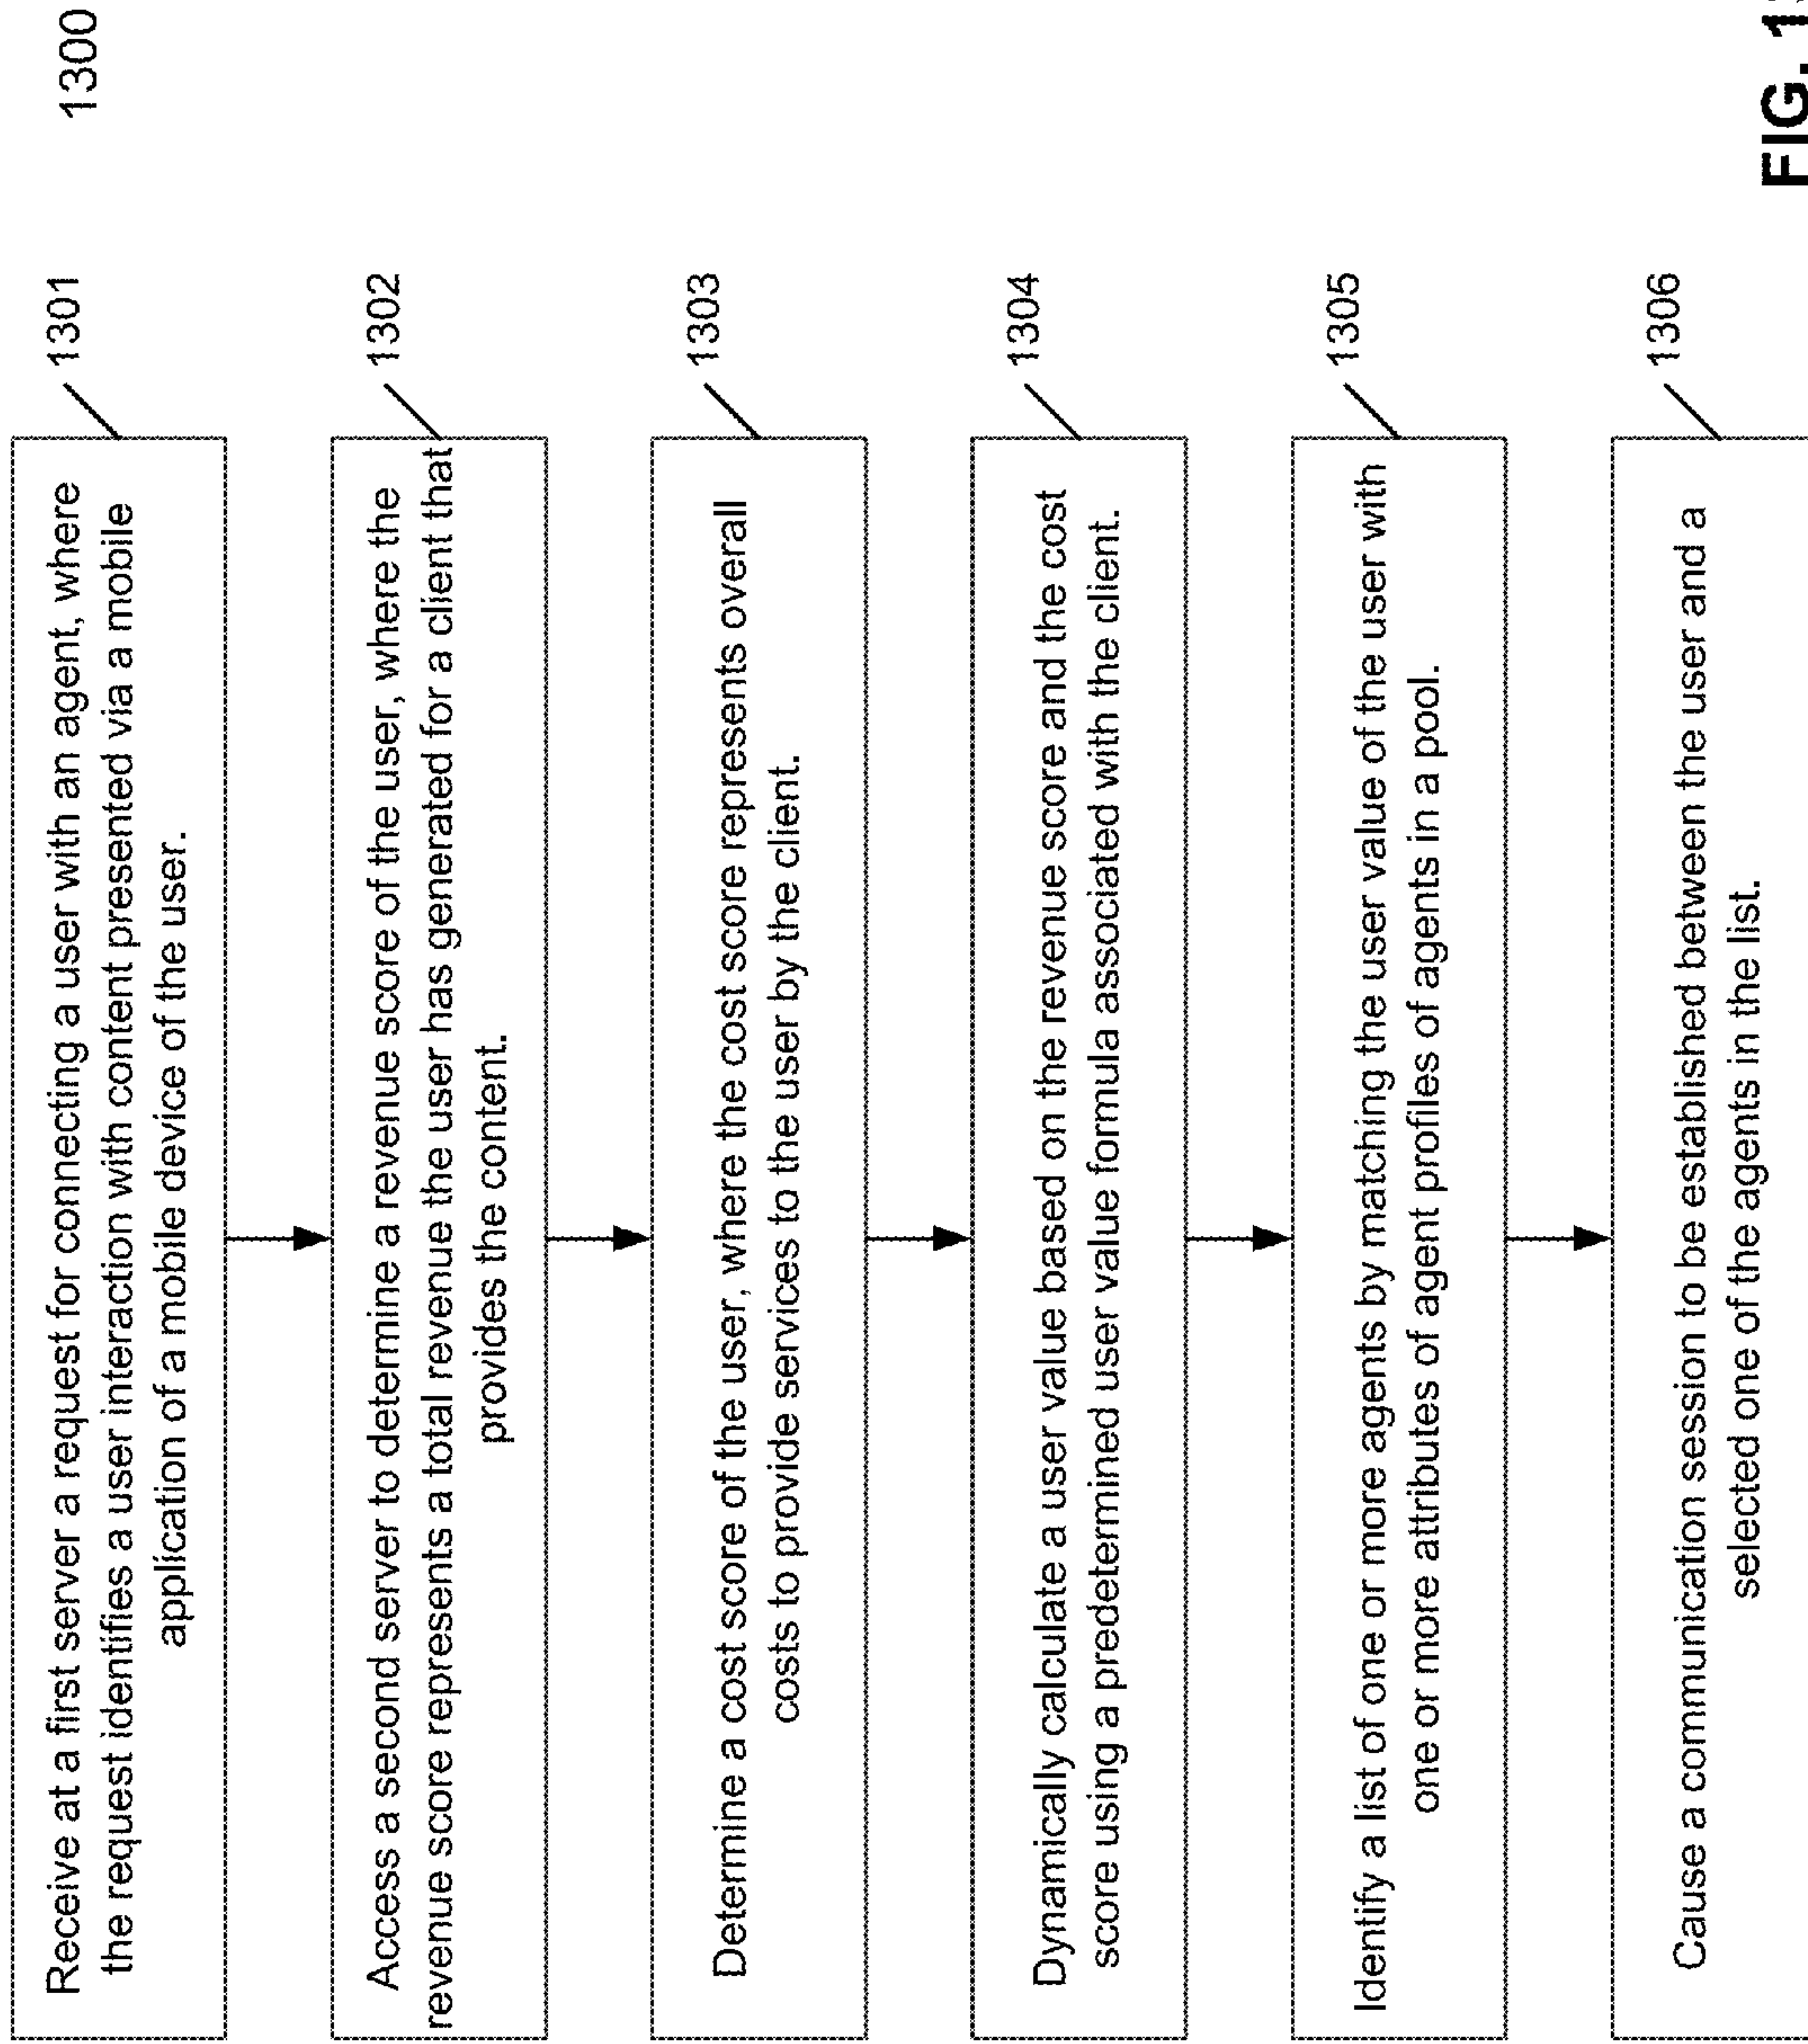 1300
Receive at a first server a request for connecting a user with an agent, where
the request identifies a user interaction with content presented via a mobile
application of a mobile device of the user.
1301
Access a second server to determine a revenue score of the user, where the
revenue score represents a total revenue the user has generated for a client that
provides the content.
1302
Determine a cost score of the user, where the cost score represents overall
costs to provide services to the user by the client.
1303
Dynamically calculate a user value based on the revenue score and the cost
score using a predetermined user value formula associated with the client.
1304
Identify a list of one or more agents by matching the user value of the user with
one or more attributes of agent profiles of agents in a pool.
1305
Cause a communication session to be established between the user and a
selected one of the agents in the list.
1306
FIG.